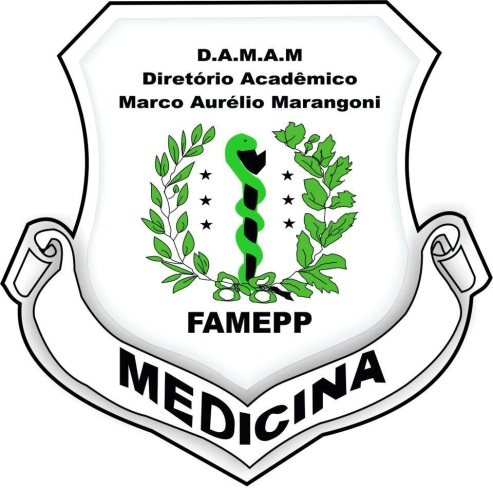 D.A.M.A.M
Diretório Acadêmico
Marco Aurélio Marangoni
FAMEPP
MEDICINA